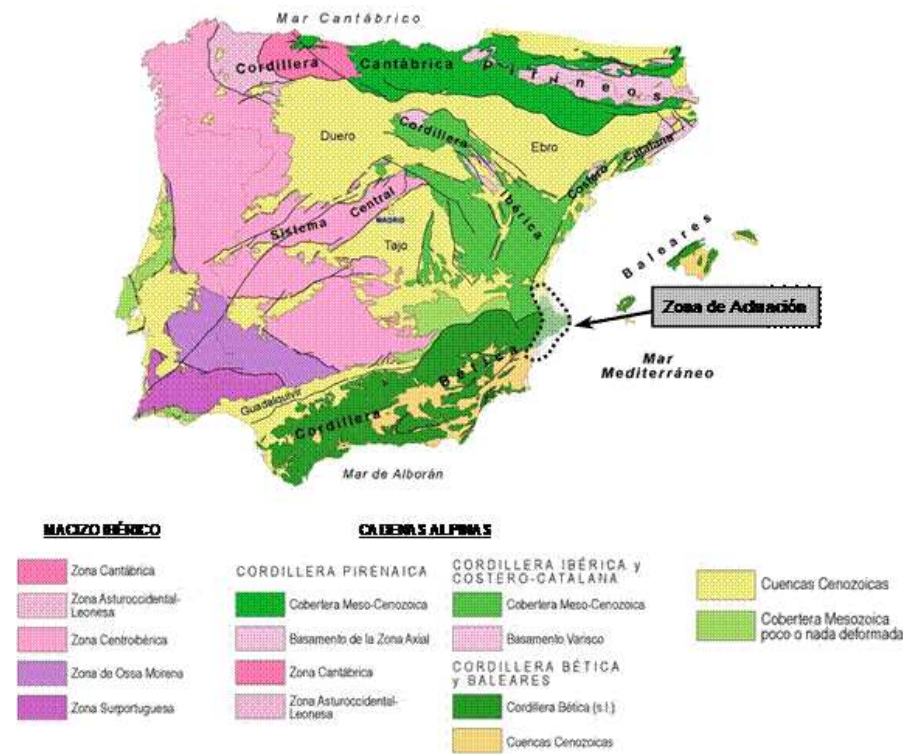 Mar Cantábrico
Cordillera
Cantábrica
Pirineos
Duero
Cordillera
Ibérica
Ebro
Costero
Catalana
Sistema
Central
MADRID
Tajo
Baleares
Zona de Actuación
Mar
Mediterráneo
Guadalquivir
Cordillera
Bética
Mar de Alborán
MACIZO IBÉRICO
Zona Cantábrica
Zona Asturoccidental-
Leonesa
Zona Centroibérica
Zona de Ossa Morena
Zona Surportuguesa
CADENAS ALPINAS
CORDILLERA PIRENAICA
Cobertera Meso-Cenozoica
Basamento de la Zona Axial
Zona Cantábrica
Zona Asturoccidental-
Leonesa
CORDILLERA IBÉRICA y
COSTERO-CATALANA
Cobertera Meso-Cenozoica
Basamento Varisco
CORDILLERA BÉTICA
y BALEARES
Cordillera Bética (s.l.)
Cuencas Cenozoicas
Cuencas Cenozoicas
Cobertera Mesozoica
poco o nada deformada